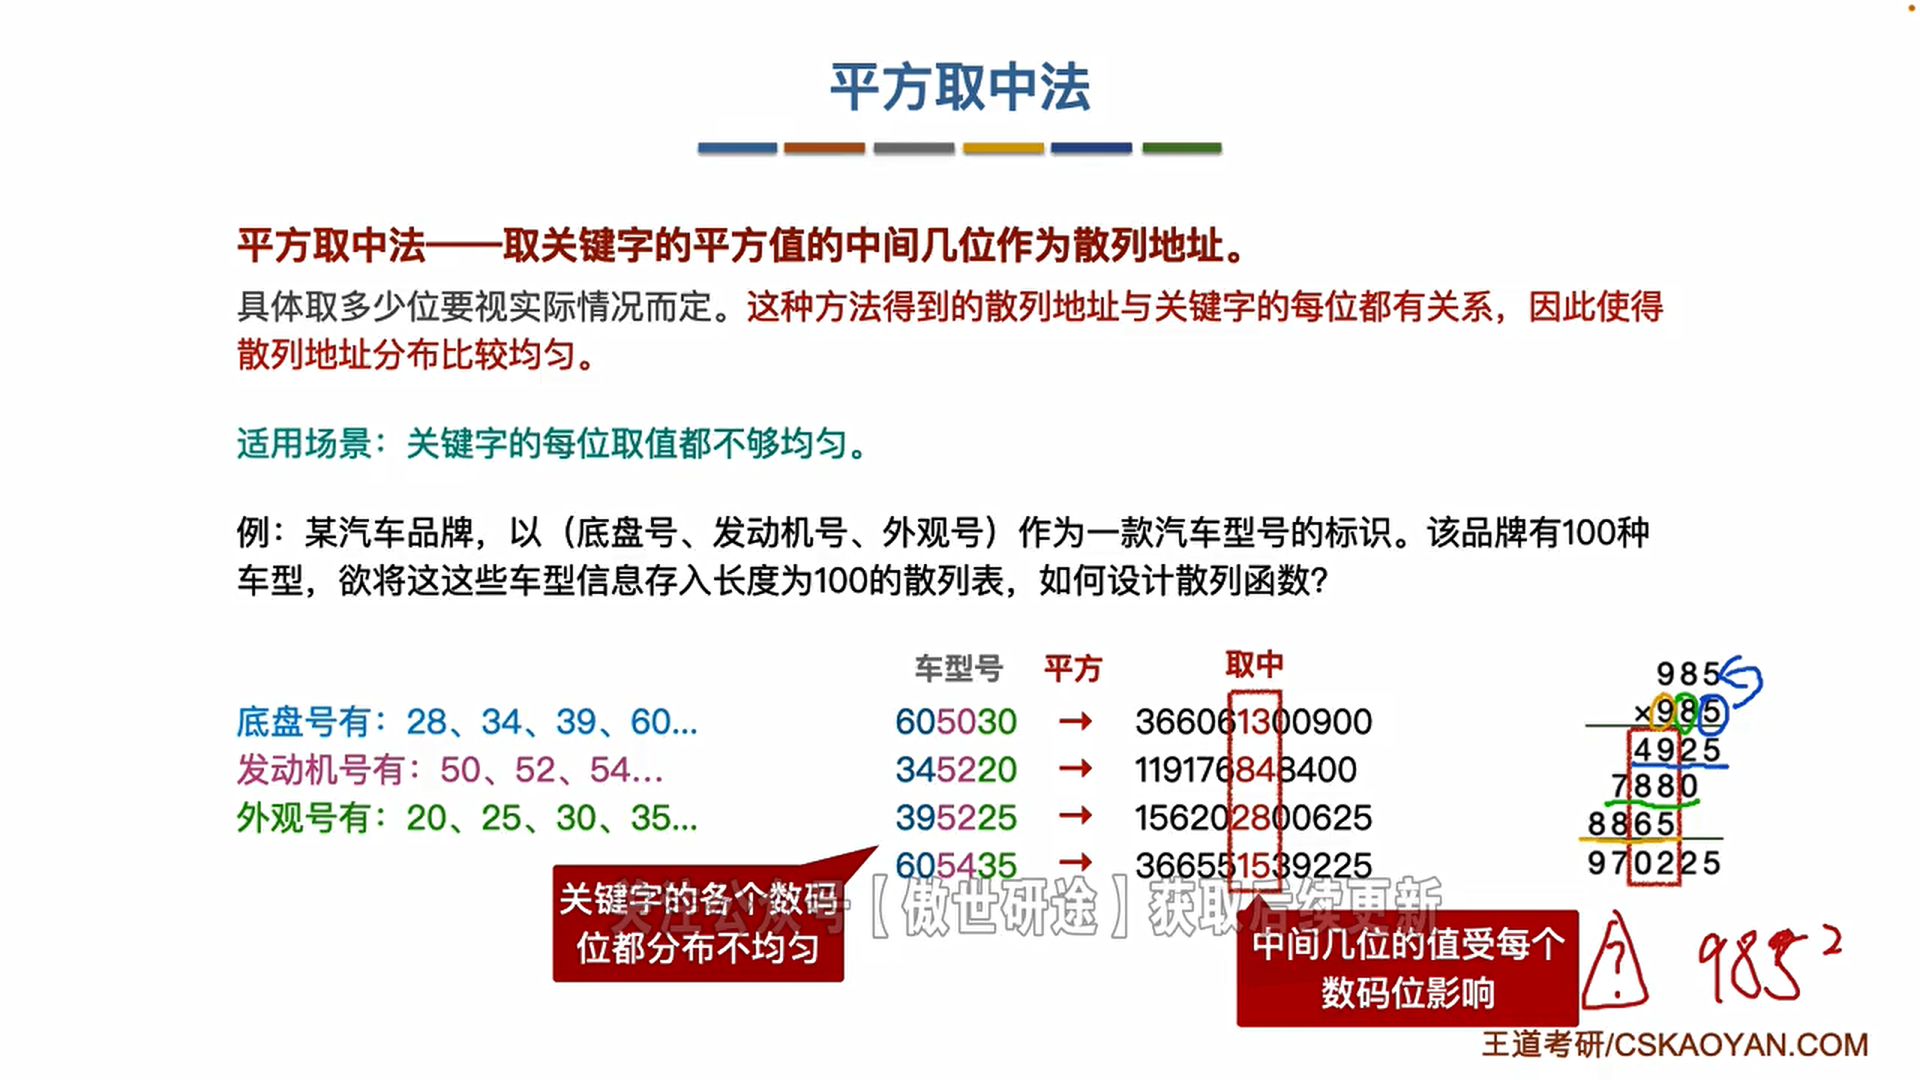 平方取中法
平方取中法——取关键字的平方值的中间几位作为散列地址。
具体取多少位要视实际情况而定。这种方法得到的散列地址与关键字的每位都有关系，因此使得
散列地址分布比较均匀。
适用场景：关键字的每位取值都不够均匀。
例：某汽车品牌，以（底盘号、发动机号、外观号）作为一款汽车型号的标识。该品牌有100种
车型，欲将这这些车型信息存入长度为100的散列表，如何设计散列函数？
底盘号有：28、34、39、60...
发动机号有：50、52、54...
外观号有：20、25、30、35...
车型号 平方 取中
605030 → 366061300900
345220 → 119176848400
395225 → 156202800625
605435 → 366551539225
关键字的各个数码
位都分布不均匀
中间几位的值受每个
数码位影响
985
×985
4925
7880
8865
970225
?
985²
关注公众号【傲世研途】获取后续更新
王道考研/CSKAOYAN.COM